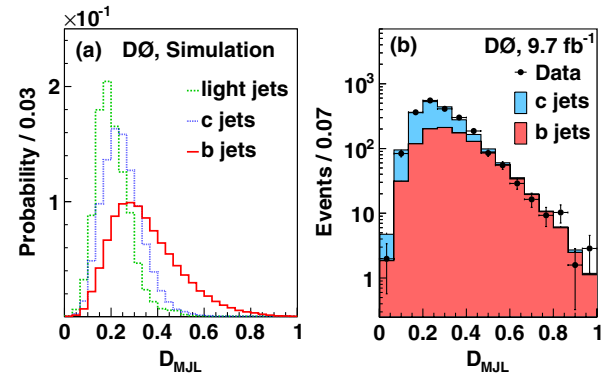 ×10⁻¹
(a) DØ, Simulation
light jets
c jets
b jets
2
1
Probability / 0.03
0 0.2 0.4 0.6 0.8 1
D_MJL
(b) DØ, 9.7 fb⁻¹
Data
c jets
b jets
10³
10²
10
1
Events / 0.07
0 0.2 0.4 0.6 0.8 1
D_MJL